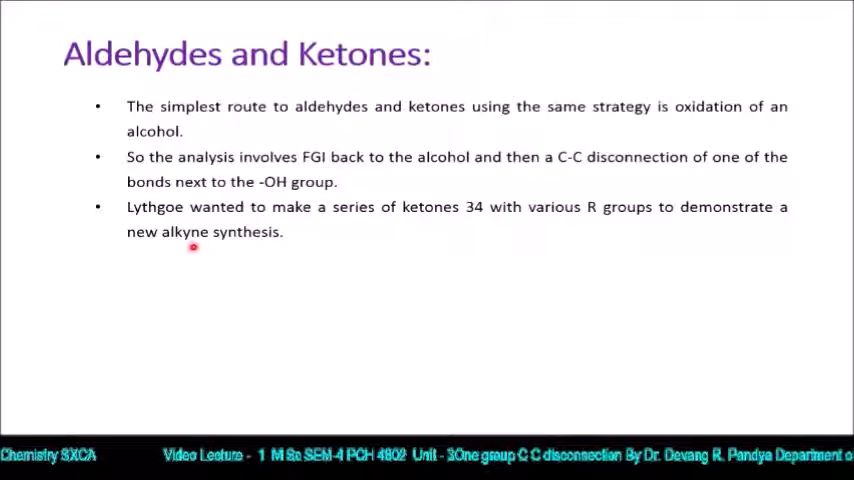 Aldehydes and Ketones:
• The simplest route to aldehydes and ketones using the same strategy is oxidation of an
alcohol.
• So the analysis involves FGI back to the alcohol and then a C-C disconnection of one of the
bonds next to the -OH group.
• Lythgoe wanted to make a series of ketones 34 with various R groups to demonstrate a
new alkyne synthesis.
Chemistry SXCA Video Lecture - 1 M Sc SEM-4 PCH 4802 Unit - 3One group C C disconnection By Dr. Devang R. Pandya Department o